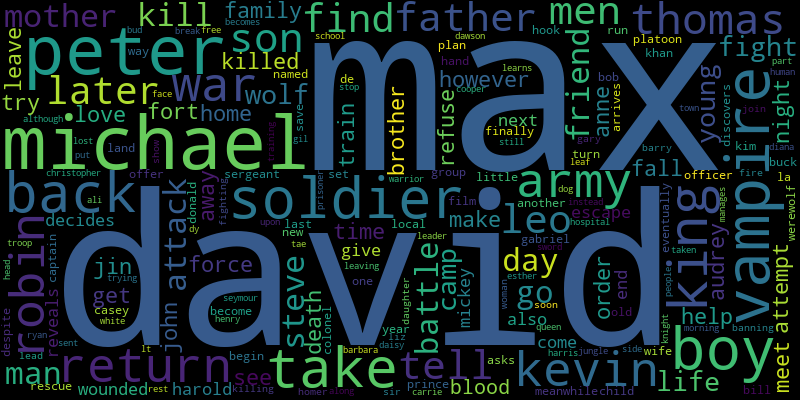 mother
kill
family
find
father
men
thomas
peter
son
killed
max
fight
leave
later
war
wolf
however
try
love
fort
home
michael
train
brother
refuse
next
finally
friend
anne
young
night
vampire
back
soldier
army
fall
officer
decides
attack
away
time
make
leo
escape
robin
david
king
audrey
jin
force
give
battle
camp
day
go
order
end
help
get
john
steve
death
mickey
also
come
boy
meet attempt
return
take
tell
kevin
life
man
wounded
harold
see
blood
wife
rescue
killing
homer
along
sir
carrie
prince
meanwhile
child
bill
school
dawson
plan
hook
run
khan
platoon
bob
arrives
town
human
part
join
becomes
bud
break
free
way
named
de
stop
hand
learns
cooper
face
although
save
gil
still
gary
barry
kim
diana
discovers
lost
put
land
show
training
turn
leaf
buck
fire
christopher
offer
sergeant
set
prisoner
warrior
group
little
dog
instead
hospital
la
werewolf
ali
donald
fighting
film
another
sword
troop
dy
upon
last
local
new
tae
leader
gabriel
eventually
people
taken
manages
captain
reveals
head
trying
leaving
one
esther
soon
woman
old
despite
casey
white
become
seymour
henry
colonel
daughter
queen
knight
morning
banning
ryan
sent
lead
lt
begin
barbara
year
liz
daisy
asks
harris
jungle
side
rest